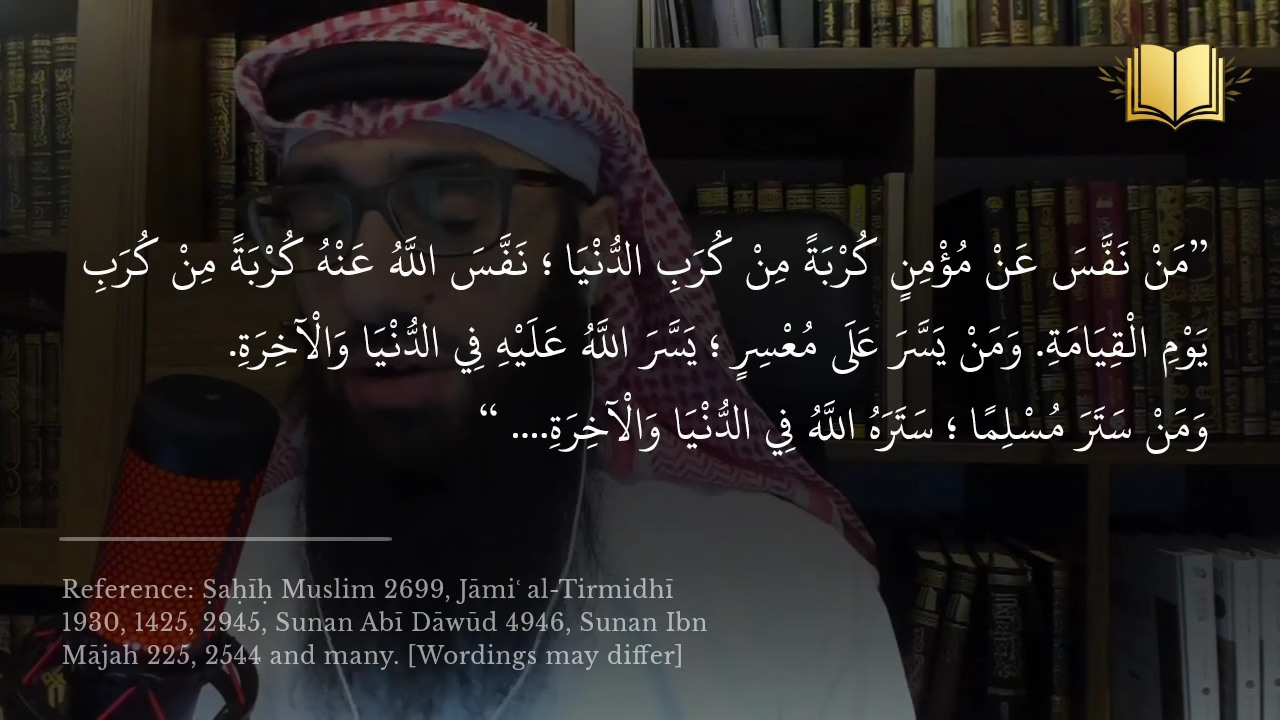 ”مَنْ نَفَّسَ عَنْ مُؤْمِنٍ كُرْبَةً مِنْ كُرَبِ الدُّنْيَا ؛ نَفَّسَ اللَّهُ عَنْهُ كُرْبَةً مِنْ كُرَبِ
يَوْمِ الْقِيَامَةِ. وَمَنْ يَسَّرَ عَلَى مُعْسِرٍ ؛ يَسَّرَ اللَّهُ عَلَيْهِ فِي الدُّنْيَا وَالْآخِرَةِ.
وَمَنْ سَتَرَ مُسْلِمًا ؛ سَتَرَهُ اللَّهُ فِي الدُّنْيَا وَالْآخِرَةِ.... “
Reference: Ṣaḥīḥ Muslim 2699, Jāmiʿ al-Tirmidhī
1930, 1425, 2945, Sunan Abī Dāwūd 4946, Sunan Ibn
Mājah 225, 2544 and many. [Wordings may differ]